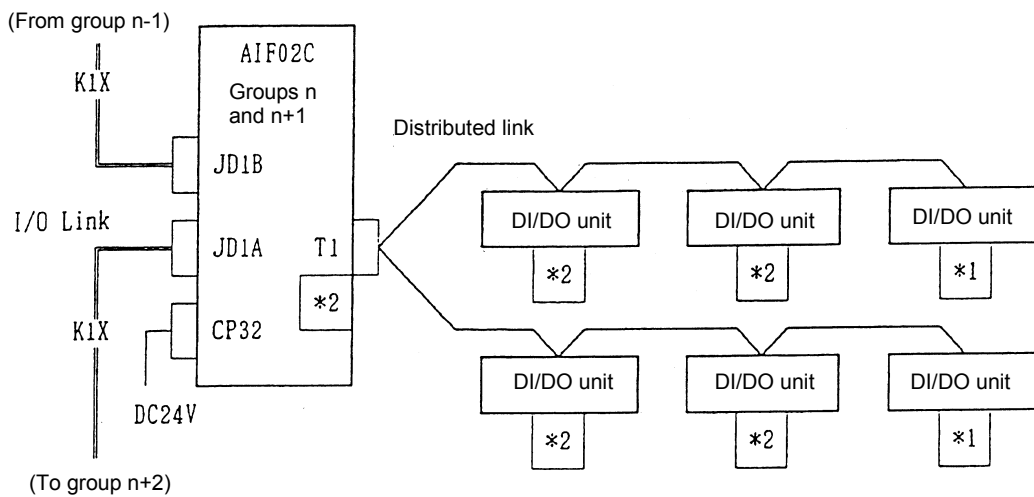 (From group n-1)
K1X
AIF02C
Groups n
and n+1
JD1B
I/O Link
JD1A
T1
*2
K1X
CP32
DC24V
(To group n+2)
Distributed link
DI/DO unit
DI/DO unit
DI/DO unit
*2
*2
*1
DI/DO unit
DI/DO unit
DI/DO unit
*2
*2
*1